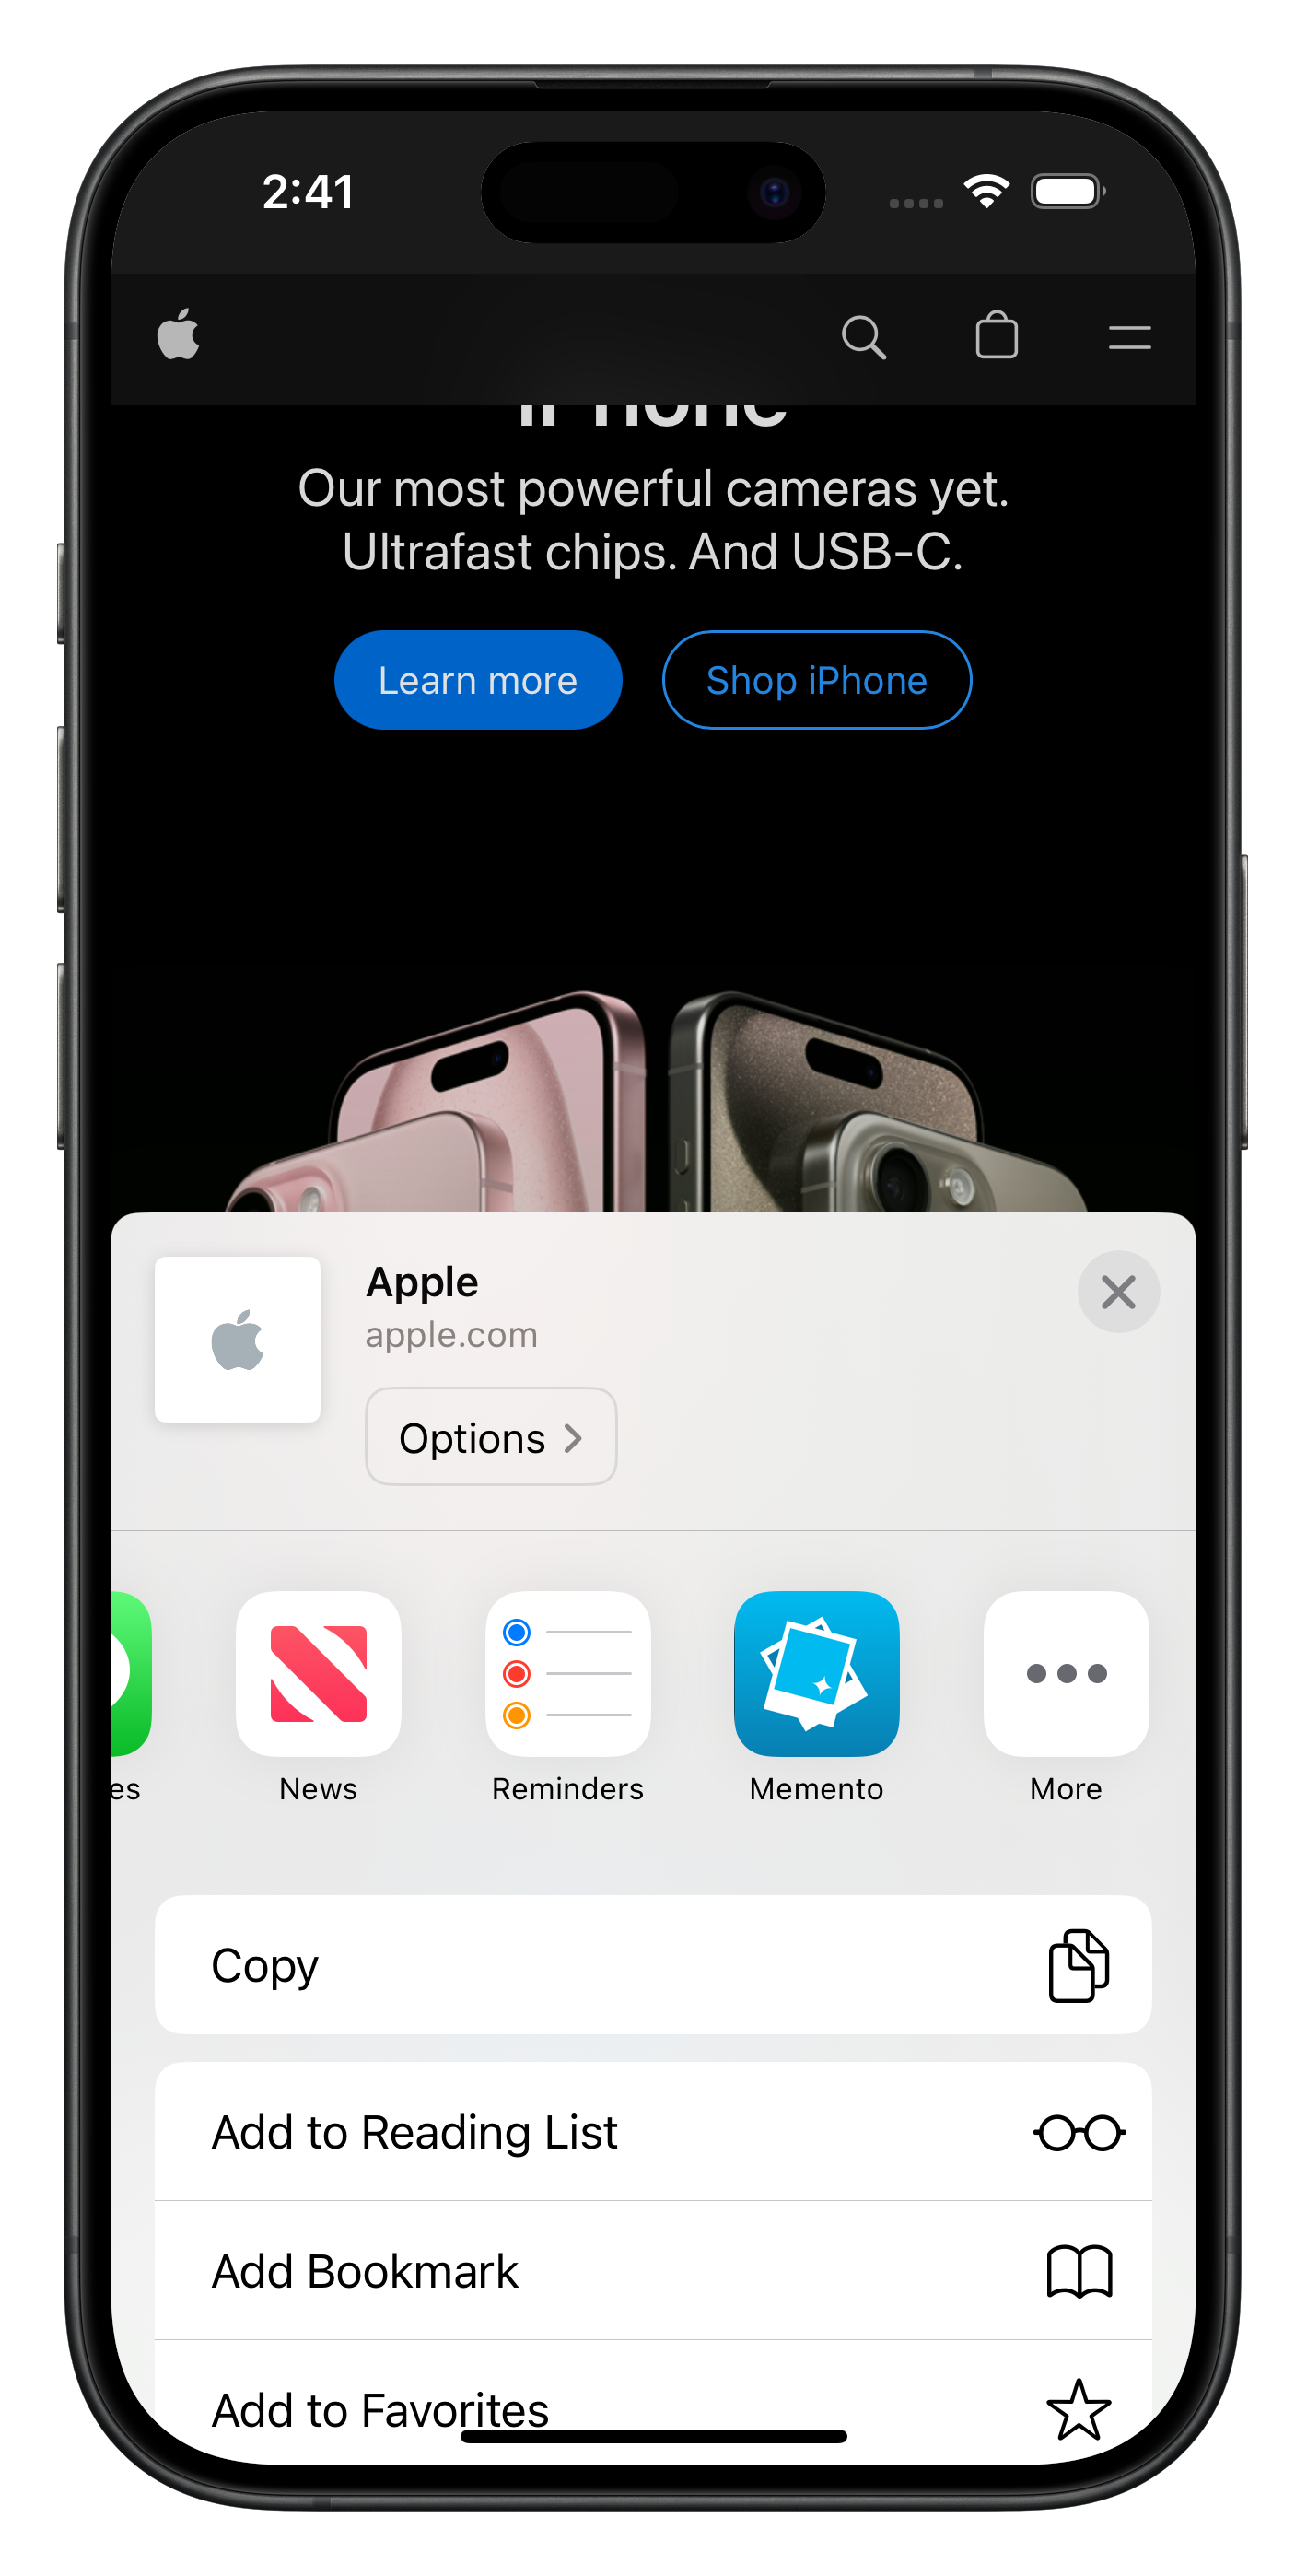 2:41
iPhone
Our most powerful cameras yet.
Ultrafast chips. And USB-C.
Learn more
Shop iPhone
Apple
apple.com
Options
es
News
Reminders
Memento
More
Copy
Add to Reading List
Add Bookmark
Add to Favorites